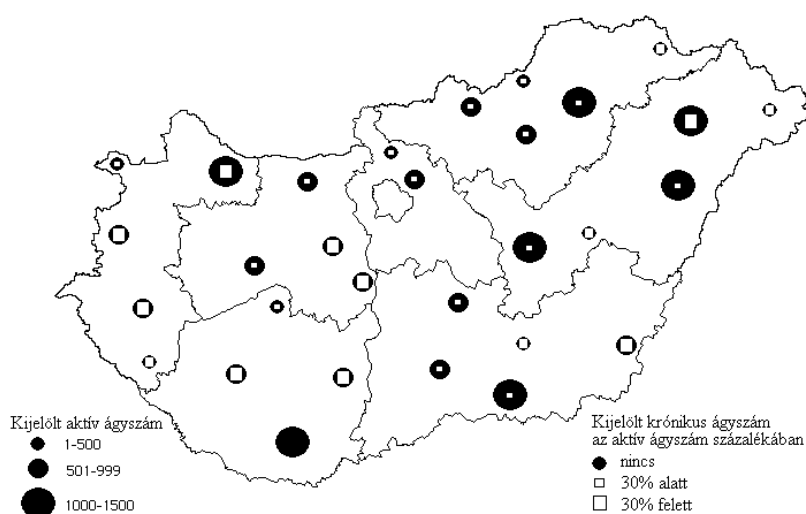 Kijelölt aktív ágyszám
1-500
501-999
1000-1500
Kijelölt krónikus ágyszám
az aktív ágyszám százalékában
nincs
30% alatt
30% felett